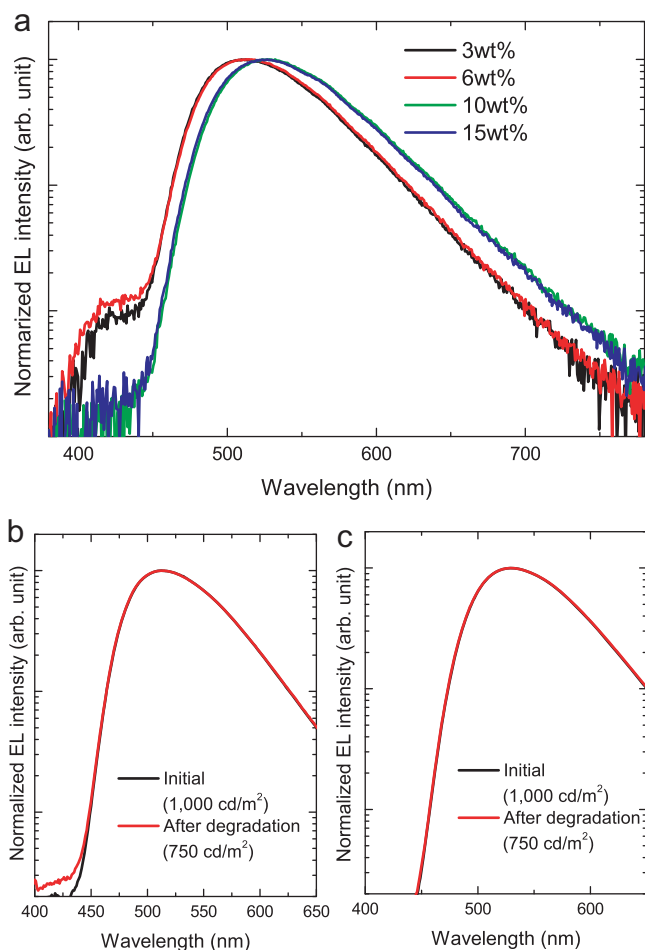 a
3wt%
6wt%
10wt%
15wt%
Normarized EL intensity (arb. unit)
400 500 600 700
Wavelength (nm)
b
Normalized EL intensity (arb. unit)
Initial
(1,000 cd/m²)
After degradation
(750 cd/m²)
400 450 500 550 600 650
Wavelength (nm)
c
Normalized EL intensity (arb. unit)
Initial
(1,000 cd/m²)
After degradation
(750 cd/m²)
400 500 600
Wavelength (nm)